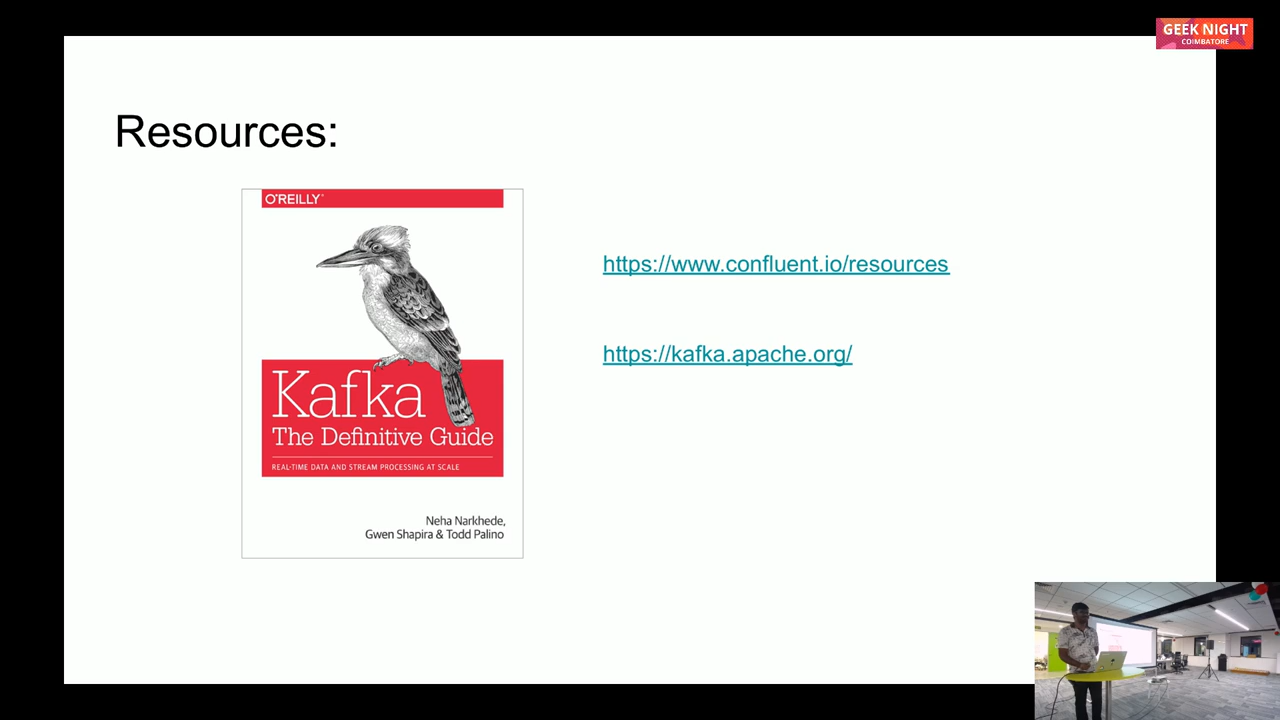 GEEK NIGHT
COIMBATORE
Resources:
O'REILLY®
Kafka
The Definitive Guide
REAL-TIME DATA AND STREAM PROCESSING AT SCALE
Neha Narkhede,
Gwen Shapira & Todd Palino
https://www.confluent.io/resources
https://kafka.apache.org/